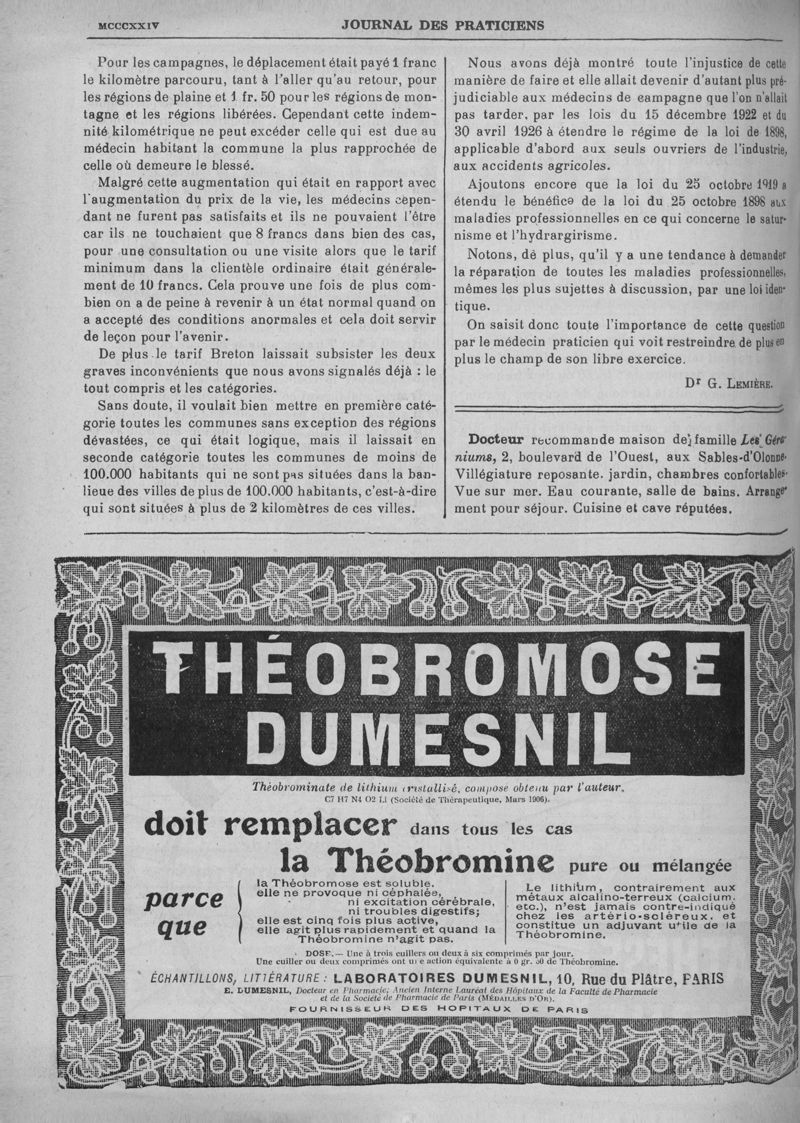 MCCCXXIV
JOURNAL DES PRATICIENS
Pour les campagnes, le déplacement était payé 1 franc
le kilomètre parcouru, tant à l'aller qu'au retour, pour
les régions de plaine et 1 fr. 50 pour les régions de mon-
tagne et les régions libérées. Cependant cette indem-
nité kilométrique ne peut excéder celle qui est due au
médecin habitant la commune la plus rapprochée de
celle où demeure le blessé.
Malgré cette augmentation qui était en rapport avec
l'augmentation du prix de la vie, les médecins cepen-
dant ne furent pas satisfaits et ils ne pouvaient l'être
car ils ne touchaient que 8 francs dans bien des cas,
pour une consultation ou une visite alors que le tarif
minimum dans la clientèle ordinaire était générale-
ment de 10 francs. Cela prouve une fois de plus com-
bien on a de peine à revenir à un état normal quand on
a accepté des conditions anormales et cela doit servir
de leçon pour l'avenir.
De plus le tarif Breton laissait subsister les deux
graves inconvénients que nous avons signalés déjà : le
tout compris et les catégories.
Sans doute, il voulait bien mettre en première caté-
gorie toutes les communes sans exception des régions
dévastées, ce qui était logique, mais il laissait en
seconde catégorie toutes les communes de moins de
100.000 habitants qui ne sont pas situées dans la ban-
lieue des villes de plus de 100.000 habitants, c'est-à-dire
qui sont situées à plus de 2 kilomètres de ces villes.
Nous avons déjà montré toute l'injustice de cette
manière de faire et elle allait devenir d'autant plus pré-
judiciable aux médecins de campagne que l'on n'allait
pas tarder, par les lois du 15 décembre 1922 et du
30 avril 1926 à étendre le régime de la loi de 1898,
applicable d'abord aux seuls ouvriers de l'industrie,
aux accidents agricoles.
Ajoutons encore que la loi du 25 octobre 1919 a
étendu le bénéfice de la loi du 25 octobre 1898 aux
maladies professionnelles en ce qui concerne le satur-
nisme et l'hydrargirisme.
Notons, dé plus, qu'il y a une tendance à demander
la réparation de toutes les maladies professionnelles,
mêmes les plus sujettes à discussion, par une loi iden-
tique.
On saisit donc toute l'importance de cette question
par le médecin praticien qui voit restreindre de plus en
plus le champ de son libre exercice.
Dr G. LEMIÈRE.
Docteur recommande maison de famille Les Géra-
niums, 2, boulevard de l'Ouest, aux Sables-d'Olonne.
Villégiature reposante. jardin, chambres confortables.
Vue sur mer. Eau courante, salle de bains. Arrange-
ment pour séjour. Cuisine et cave réputées.
THÉOBROMOSE
DUMESNIL
Théobrominate de lithium cristallisé, composé obtenu par l'auteur.
C7 H7 N4 O2 LI (Société de Thérapeutique, Mars 1906).
doit remplacer dans tous les cas
la Théobromine pure ou mélangée
parce
que
la Théobromose est soluble.
elle ne provoque ni céphalée,
ni excitation cérébrale,
ni troubles digestifs;
elle est cinq fois plus active,
elle agit plus rapidement et quand la
Théobromine n'agit pas.
Le lithium, contrairement aux
métaux alcalino-terreux (calcium.
etc.), n'est jamais contre-indiqué
chez les artério-scléreux, et
constitue un adjuvant utile de la
Théobromine.
DOSE. — Une à trois cuillers ou deux à six comprimés par jour.
Une cuiller ou deux comprimés ont une action équivalente à 0 gr. 50 de Théobromine.
ÉCHANTILLONS, LITTÉRATURE : LABORATOIRES DUMESNIL, 10, Rue du Plâtre, PARIS
E. DUMESNIL, Docteur en Pharmacie; Ancien Interne Lauréat des Hôpitaux de la Faculté de Pharmacie
et de la Société de Pharmacie de Paris (MÉDAILLES D'OR).
FOURNISSEUR DES HOPITAUX DE PARIS